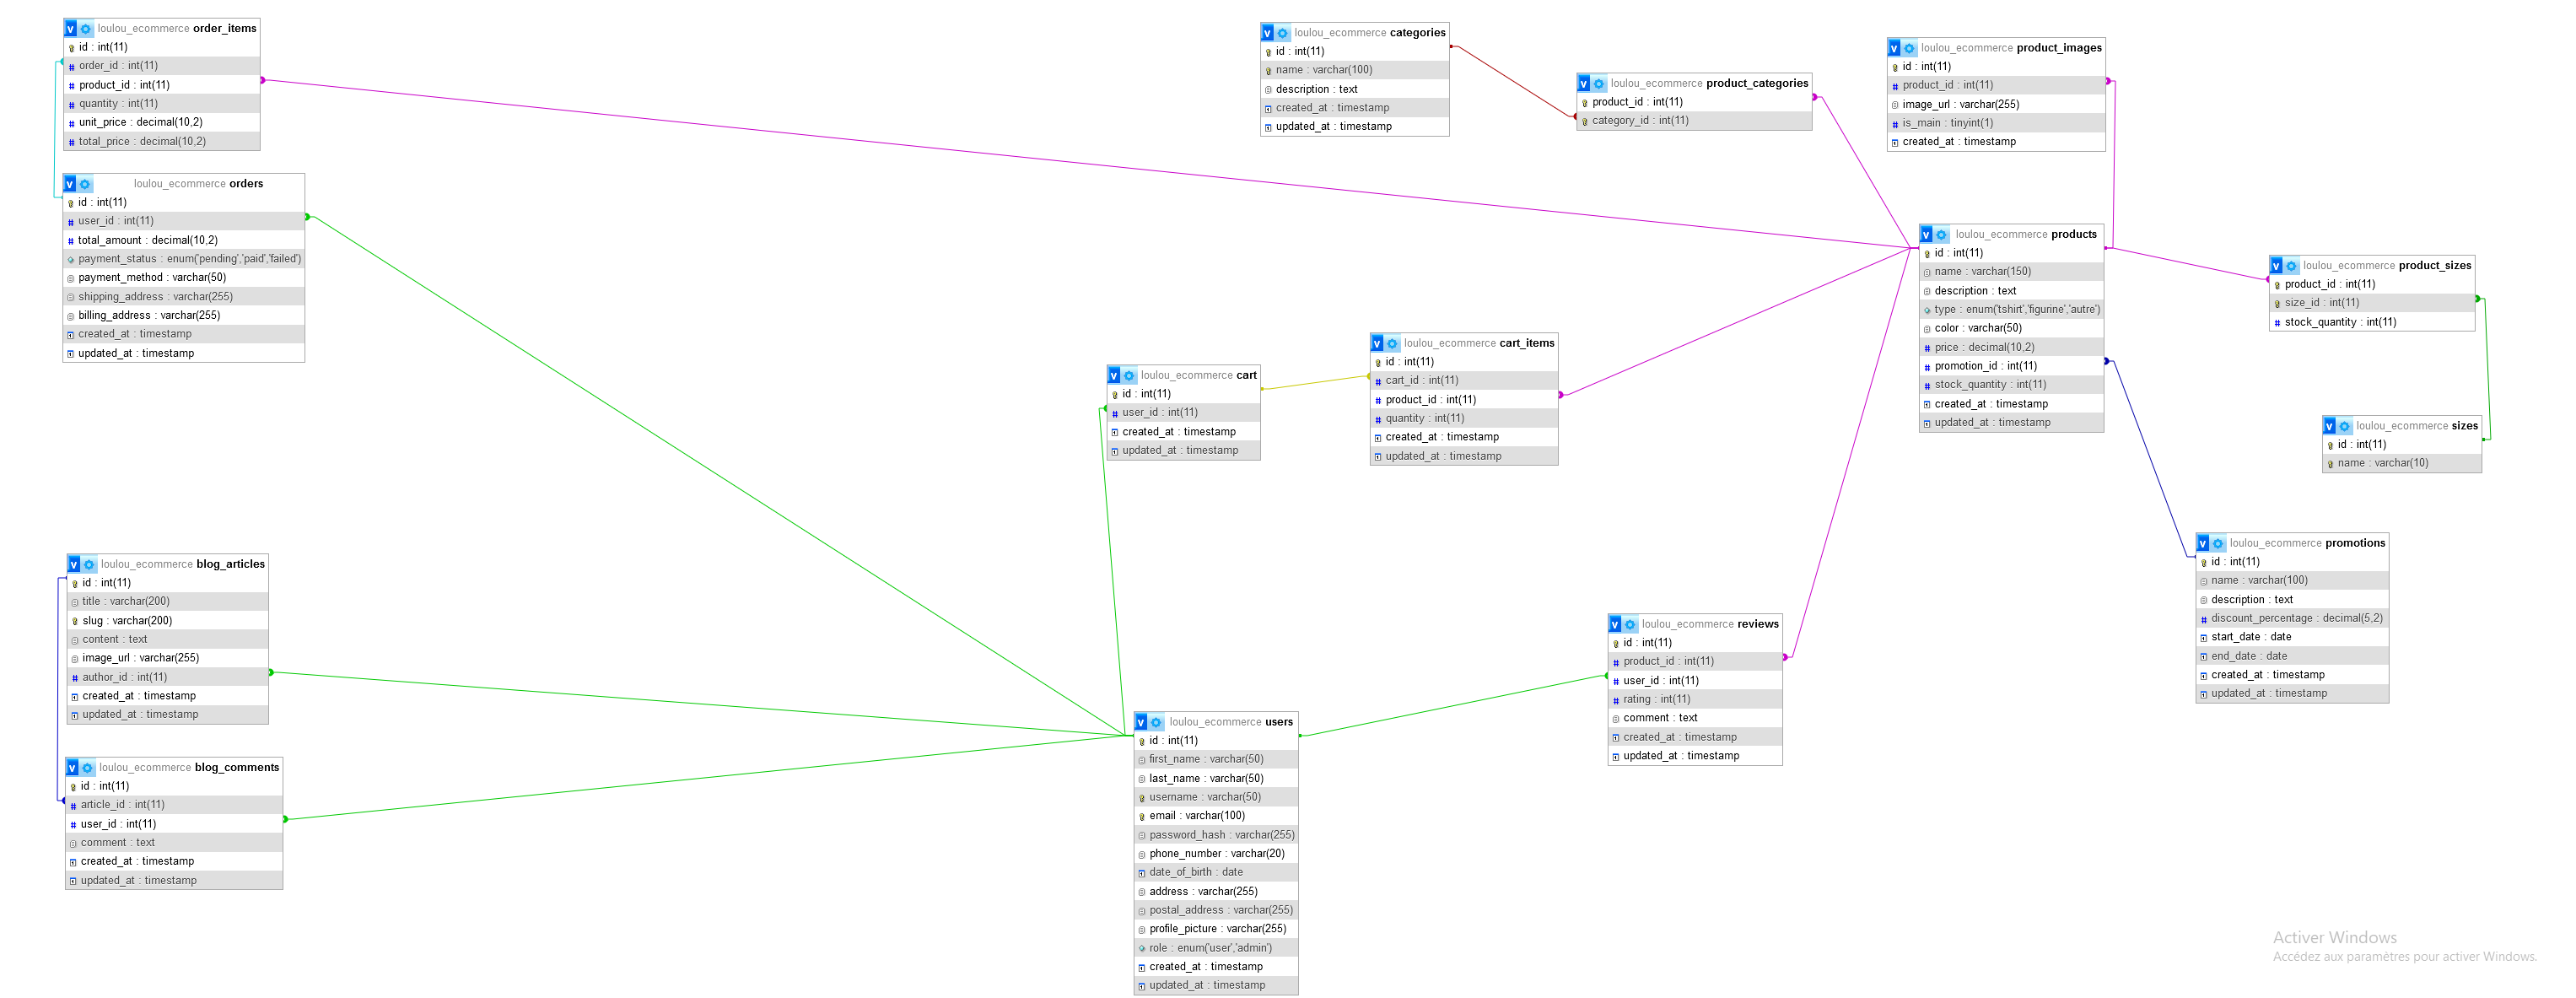 loulou_ecommerce order_items
id : int(11)
order_id : int(11)
product_id : int(11)
quantity : int(11)
unit_price : decimal(10,2)
total_price : decimal(10,2)
loulou_ecommerce orders
id : int(11)
user_id : int(11)
total_amount : decimal(10,2)
payment_status : enum('pending','paid','failed')
payment_method : varchar(50)
shipping_address : varchar(255)
billing_address : varchar(255)
created_at : timestamp
updated_at : timestamp
loulou_ecommerce blog_articles
id : int(11)
title : varchar(200)
slug : varchar(200)
content : text
image_url : varchar(255)
author_id : int(11)
created_at : timestamp
updated_at : timestamp
loulou_ecommerce blog_comments
id : int(11)
article_id : int(11)
user_id : int(11)
comment : text
created_at : timestamp
updated_at : timestamp
loulou_ecommerce categories
id : int(11)
name : varchar(100)
description : text
created_at : timestamp
updated_at : timestamp
loulou_ecommerce product_categories
product_id : int(11)
category_id : int(11)
loulou_ecommerce product_images
id : int(11)
product_id : int(11)
image_url : varchar(255)
is_main : tinyint(1)
created_at : timestamp
loulou_ecommerce products
id : int(11)
name : varchar(150)
description : text
type : enum('tshirt','figurine','autre')
color : varchar(50)
price : decimal(10,2)
promotion_id : int(11)
stock_quantity : int(11)
created_at : timestamp
updated_at : timestamp
loulou_ecommerce product_sizes
product_id : int(11)
size_id : int(11)
stock_quantity : int(11)
loulou_ecommerce sizes
id : int(11)
name : varchar(10)
loulou_ecommerce cart
id : int(11)
user_id : int(11)
created_at : timestamp
updated_at : timestamp
loulou_ecommerce cart_items
id : int(11)
cart_id : int(11)
product_id : int(11)
quantity : int(11)
created_at : timestamp
updated_at : timestamp
loulou_ecommerce promotions
id : int(11)
name : varchar(100)
description : text
discount_percentage : decimal(5,2)
start_date : date
end_date : date
created_at : timestamp
updated_at : timestamp
loulou_ecommerce reviews
id : int(11)
product_id : int(11)
user_id : int(11)
rating : int(11)
comment : text
created_at : timestamp
updated_at : timestamp
loulou_ecommerce users
id : int(11)
first_name : varchar(50)
last_name : varchar(50)
username : varchar(50)
email : varchar(100)
password_hash : varchar(255)
phone_number : varchar(20)
date_of_birth : date
address : varchar(255)
postal_address : varchar(255)
profile_picture : varchar(255)
role : enum('user','admin')
created_at : timestamp
updated_at : timestamp
Activer Windows
Accédez aux paramètres pour activer Windows.